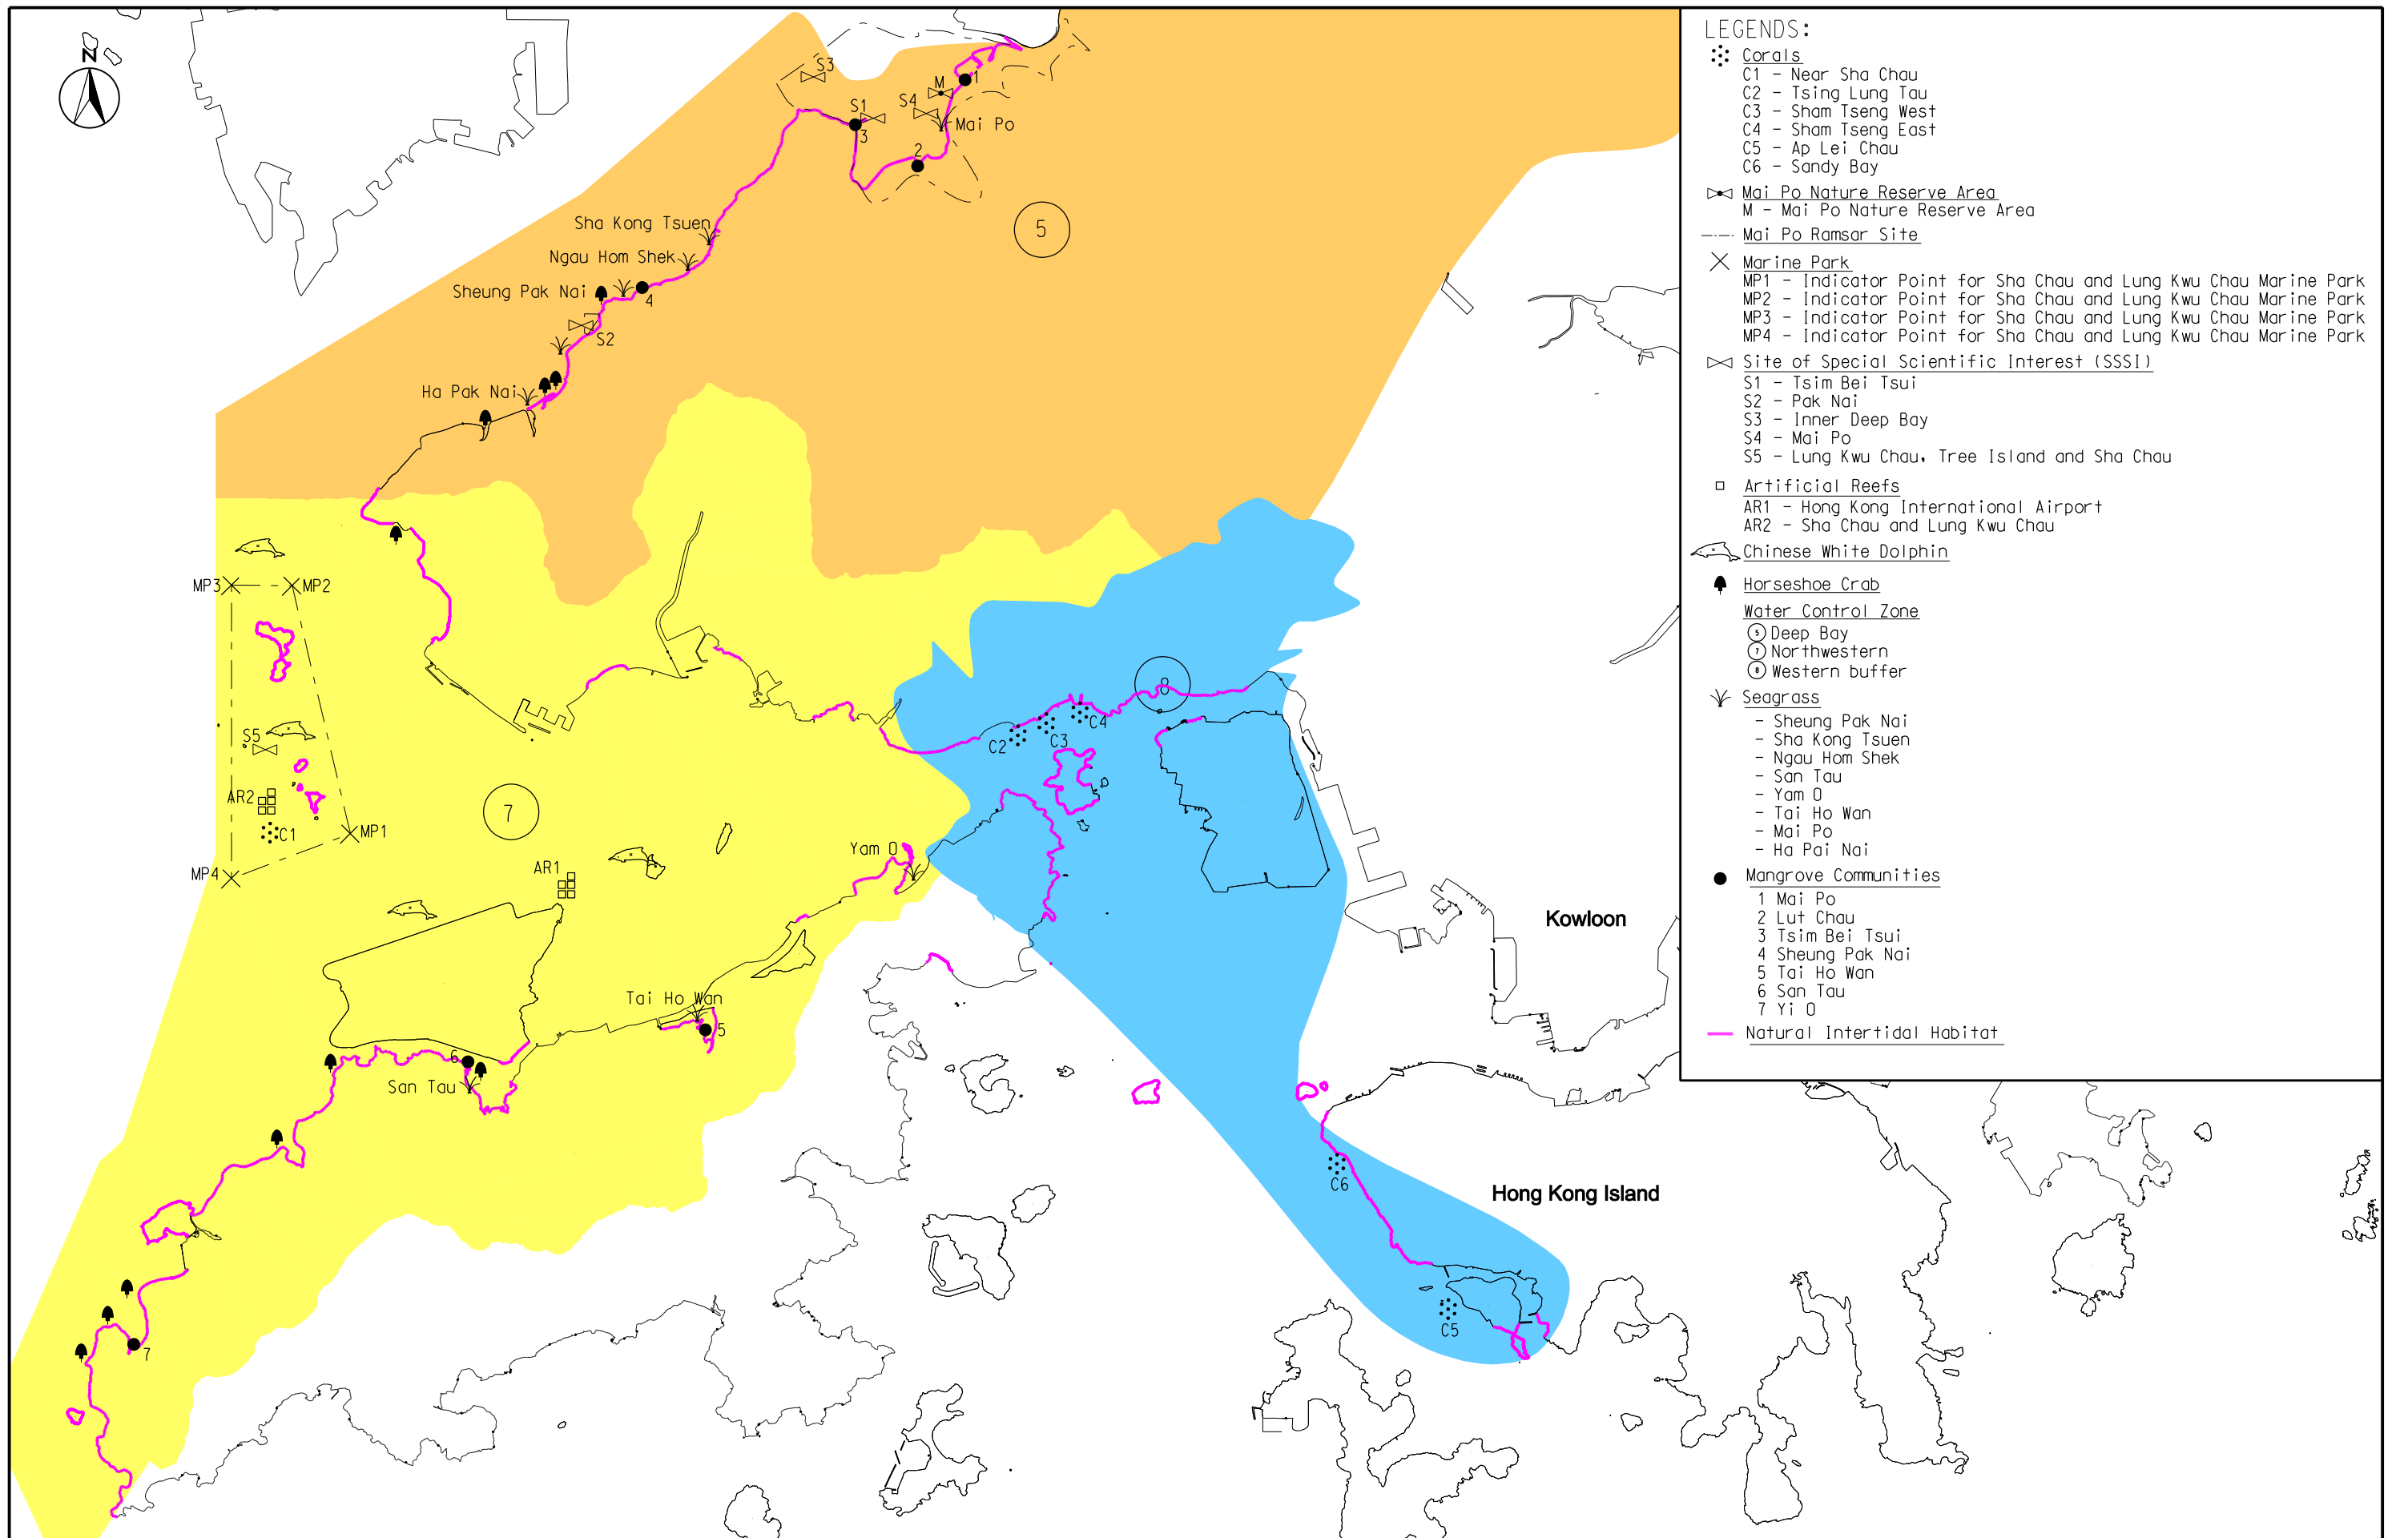 N
S3
M
1
S1
S4
3
Mai Po
2
Sha Kong Tsuen
5
Ngau Hom Shek
Sheung Pak Nai
4
S2
Ha Pak Nai
MP3
MP2
8
C4
C3
C2
S5
AR2
C1
MP1
7
Yam O
MP4
AR1
Kowloon
Tai Ho Wan
5
6
San Tau
C6
Hong Kong Island
C5
7
LEGENDS:
Corals
C1 - Near Sha Chau
C2 - Tsing Lung Tau
C3 - Sham Tseng West
C4 - Sham Tseng East
C5 - Ap Lei Chau
C6 - Sandy Bay
Mai Po Nature Reserve Area
M - Mai Po Nature Reserve Area
Mai Po Ramsar Site
Marine Park
MP1 - Indicator Point for Sha Chau and Lung Kwu Chau Marine Park
MP2 - Indicator Point for Sha Chau and Lung Kwu Chau Marine Park
MP3 - Indicator Point for Sha Chau and Lung Kwu Chau Marine Park
MP4 - Indicator Point for Sha Chau and Lung Kwu Chau Marine Park
Site of Special Scientific Interest (SSSI)
S1 - Tsim Bei Tsui
S2 - Pak Nai
S3 - Inner Deep Bay
S4 - Mai Po
S5 - Lung Kwu Chau, Tree Island and Sha Chau
Artificial Reefs
AR1 - Hong Kong International Airport
AR2 - Sha Chau and Lung Kwu Chau
Chinese White Dolphin
Horseshoe Crab
Water Control Zone
5 Deep Bay
7 Northwestern
8 Western buffer
Seagrass
- Sheung Pak Nai
- Sha Kong Tsuen
- Ngau Hom Shek
- San Tau
- Yam O
- Tai Ho Wan
- Mai Po
- Ha Pai Nai
Mangrove Communities
1 Mai Po
2 Lut Chau
3 Tsim Bei Tsui
4 Sheung Pak Nai
5 Tai Ho Wan
6 San Tau
7 Yi O
Natural Intertidal Habitat